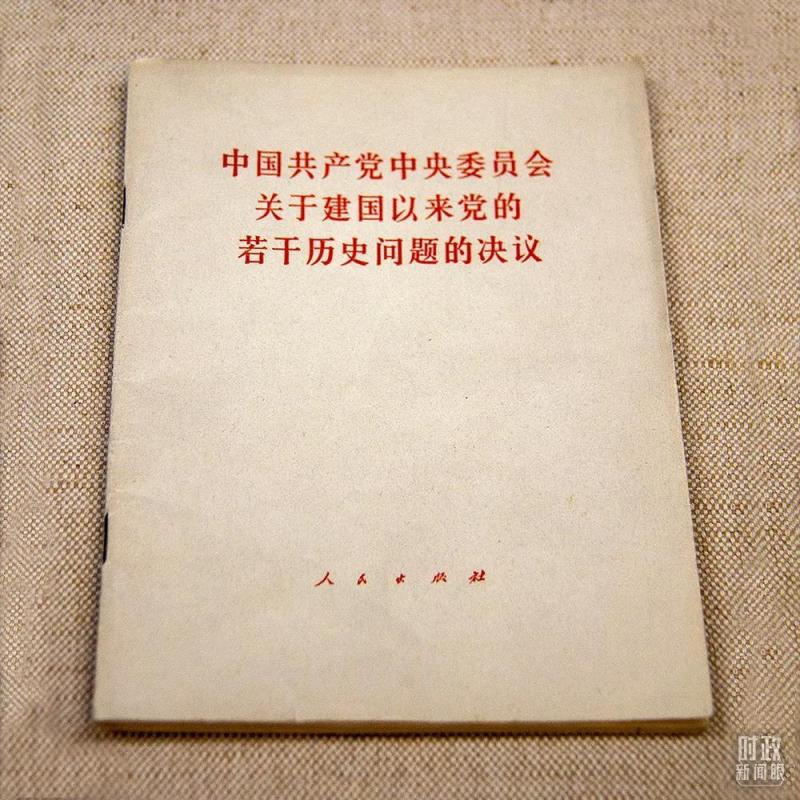 中国共产党中央委员会
关于建国以来党的
若干历史问题的决议
人民出版社
时政
新闻眼